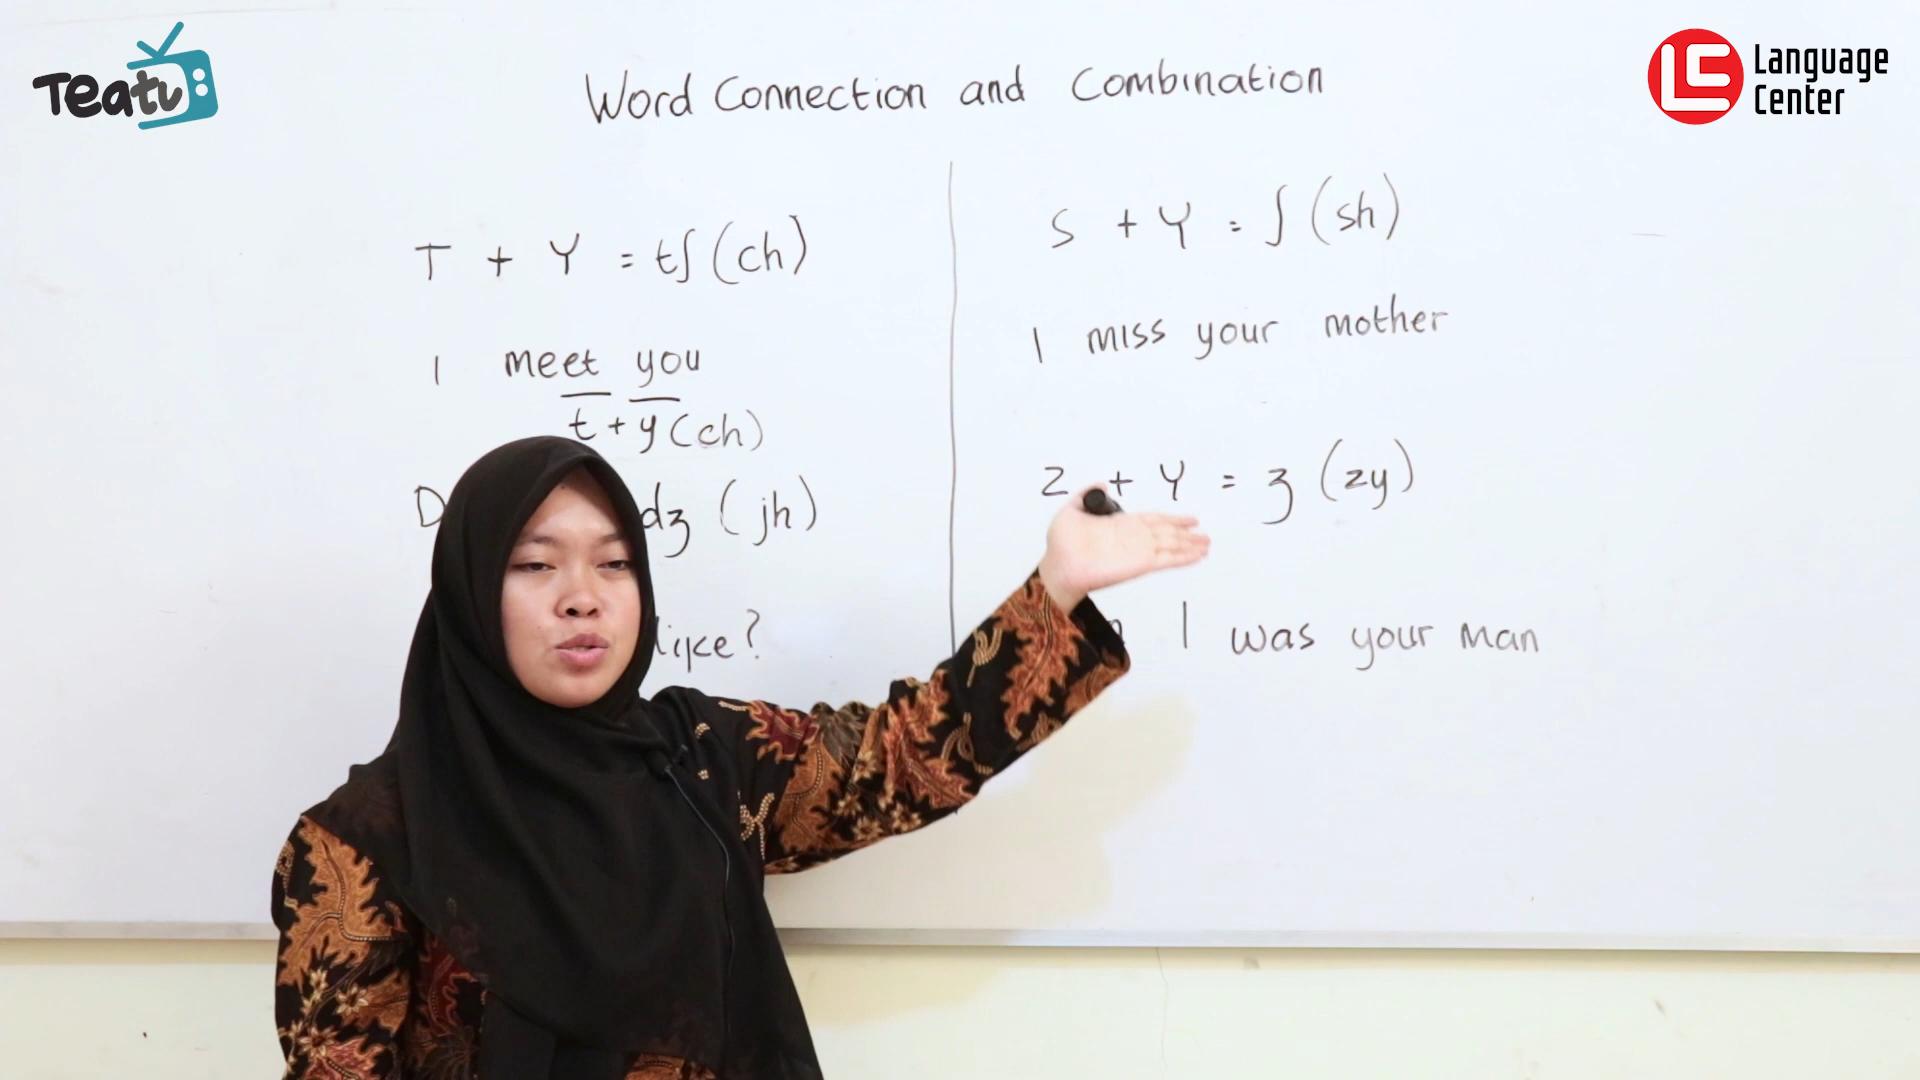 Teatv
Language
Center
Word Connection and Combination
T + Y = tʃ (ch)
I meet you
t + y (ch)
D dʒ (jh)
like?
S + Y = ʃ (sh)
I miss your mother
Z + Y = ʒ (zy)
I was your man